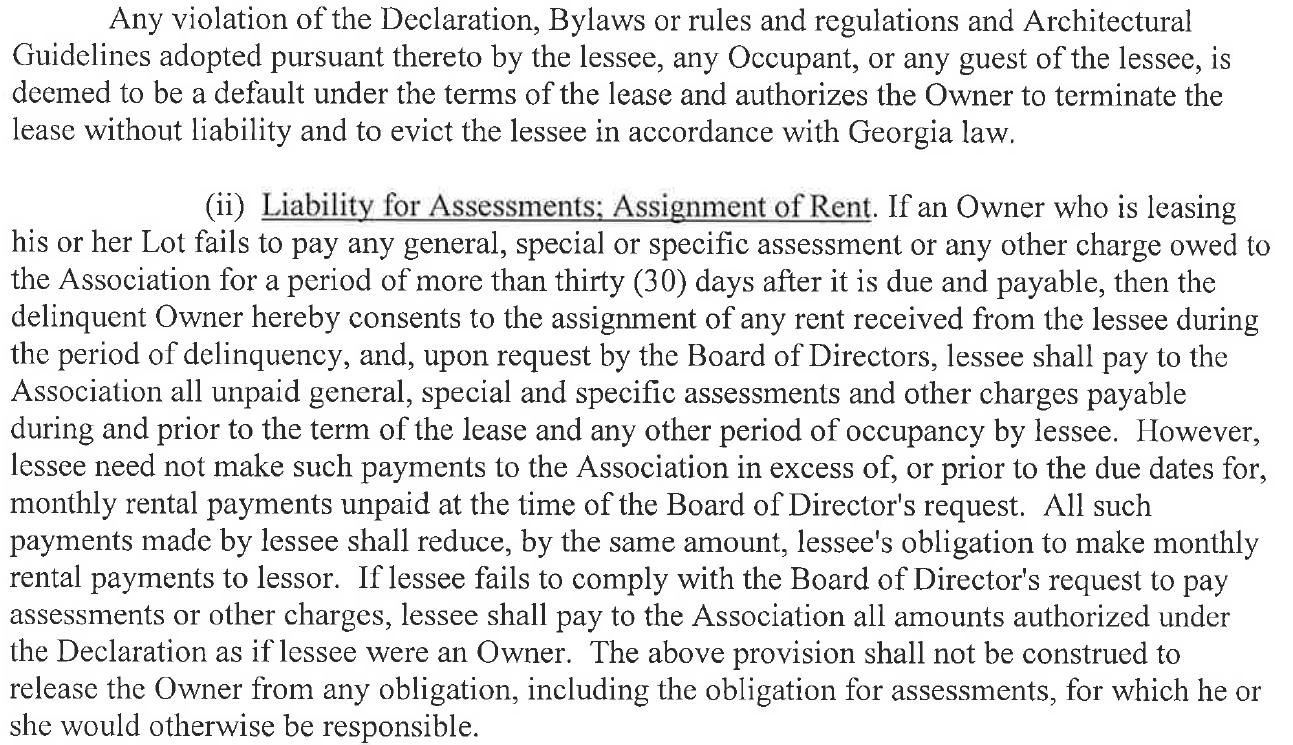 Any violation of the Declaration, Bylaws or rules and regulations and Architectural
Guidelines adopted pursuant thereto by the lessee, any Occupant, or any guest of the lessee, is
deemed to be a default under the terms of the lease and authorizes the Owner to terminate the
lease without liability and to evict the lessee in accordance with Georgia law.
(ii) Liability for Assessments; Assignment of Rent. If an Owner who is leasing
his or her Lot fails to pay any general, special or specific assessment or any other charge owed to
the Association for a period of more than thirty (30) days after it is due and payable, then the
delinquent Owner hereby consents to the assignment of any rent received from the lessee during
the period of delinquency, and, upon request by the Board of Directors, lessee shall pay to the
Association all unpaid general, special and specific assessments and other charges payable
during and prior to the term of the lease and any other period of occupancy by lessee. However,
lessee need not make such payments to the Association in excess of, or prior to the due dates for,
monthly rental payments unpaid at the time of the Board of Director's request. All such
payments made by lessee shall reduce, by the same amount, lessee's obligation to make monthly
rental payments to lessor. If lessee fails to comply with the Board of Director's request to pay
assessments or other charges, lessee shall pay to the Association all amounts authorized under
the Declaration as if lessee were an Owner. The above provision shall not be construed to
release the Owner from any obligation, including the obligation for assessments, for which he or
she would otherwise be responsible.